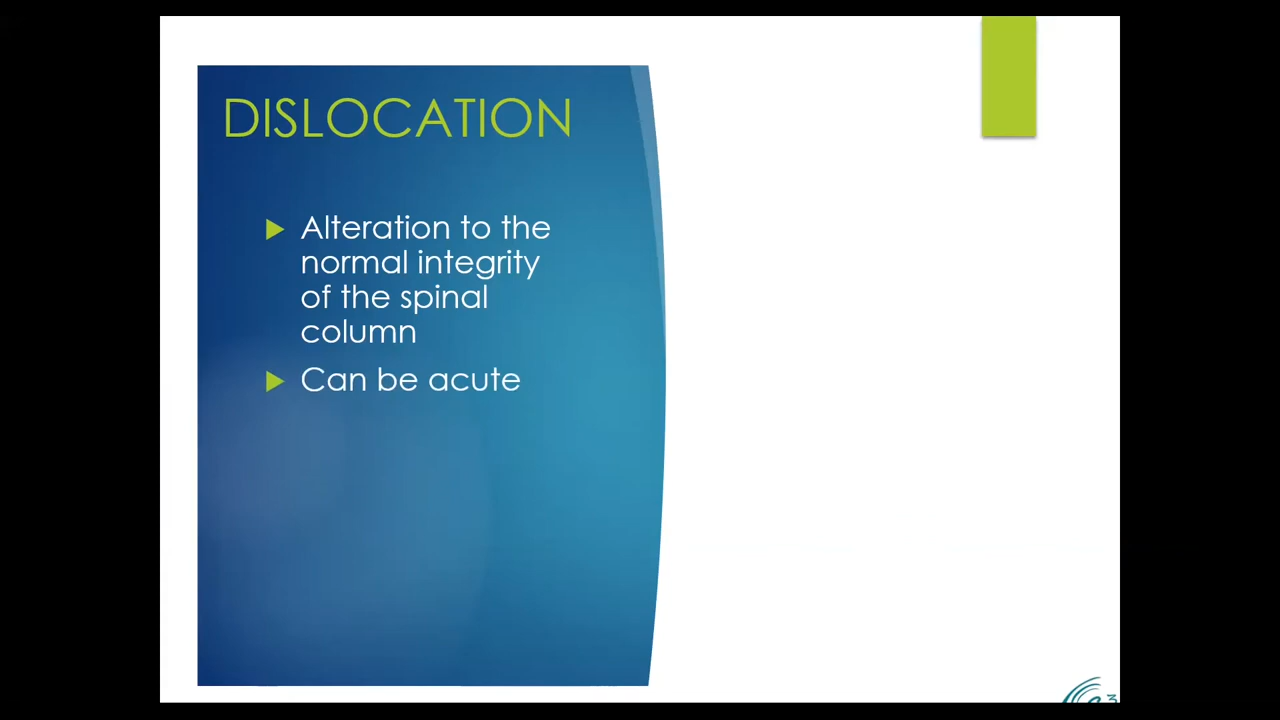 DISLOCATION
Alteration to the
normal integrity
of the spinal
column
Can be acute